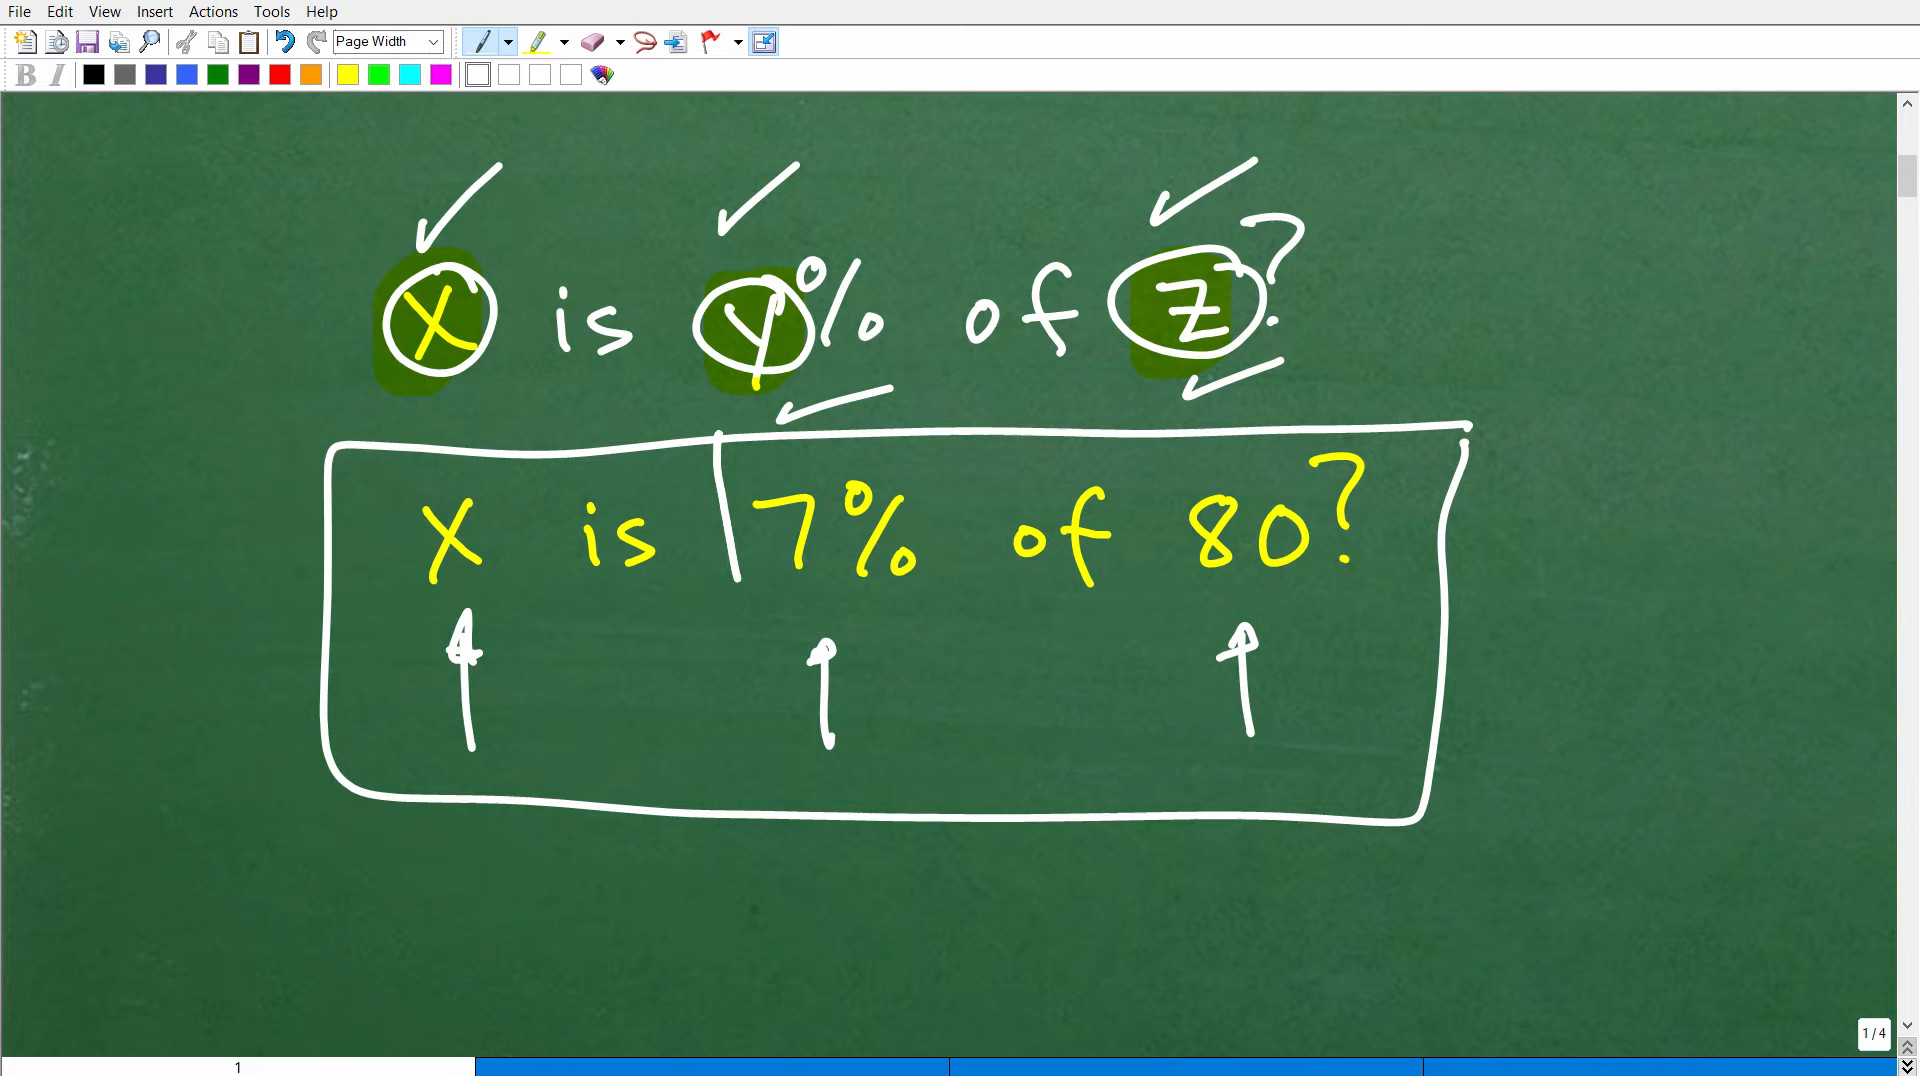 File Edit View Insert Actions Tools Help
Page Width
B I
X is y% of Z?
X is 7% of 80?
1 / 4
1